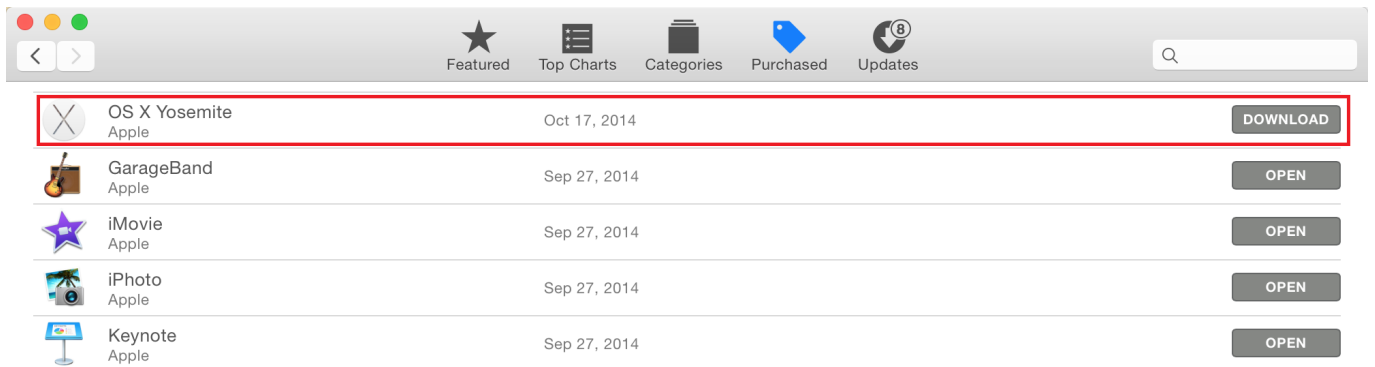 8
Featured Top Charts Categories Purchased Updates
OS X Yosemite
Apple
Oct 17, 2014
DOWNLOAD
GarageBand
Apple
Sep 27, 2014
OPEN
iMovie
Apple
Sep 27, 2014
OPEN
iPhoto
Apple
Sep 27, 2014
OPEN
Keynote
Apple
Sep 27, 2014
OPEN